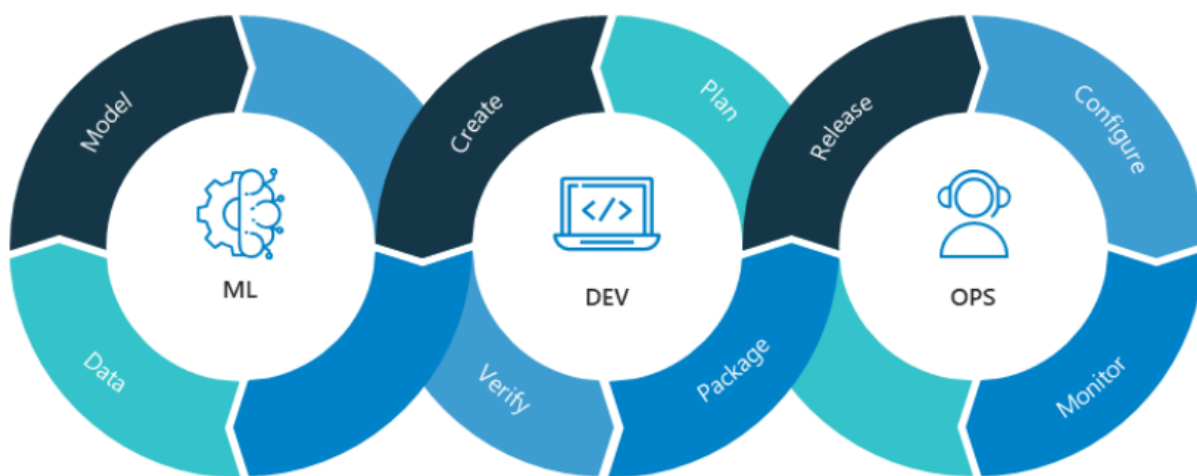 Model
Data
ML
Create
Plan
Verify
Package
DEV
Release
Configure
Monitor
OPS